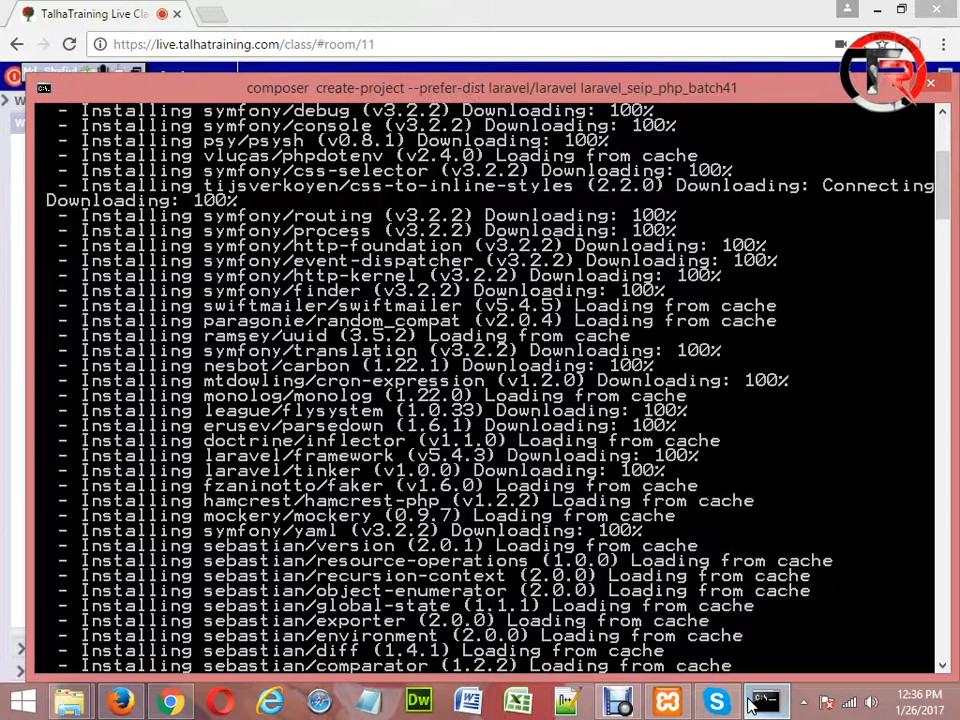 TalhaTraining Live Cla
https://live.talhatraining.com/class/#room/11
composer create-project --prefer-dist laravel/laravel laravel_seip_php_batch41
TR
- Installing symfony/debug (v3.2.2) Downloading: 100%
- Installing symfony/console (v3.2.2) Downloading: 100%
- Installing psy/psysh (v0.8.1) Downloading: 100%
- Installing vlucas/phpdotenv (v2.4.0) Loading from cache
- Installing symfony/css-selector (v3.2.2) Downloading: 100%
- Installing tijsverkoyen/css-to-inline-styles (2.2.0) Downloading: Connecting
Downloading: 100%
- Installing symfony/routing (v3.2.2) Downloading: 100%
- Installing symfony/process (v3.2.2) Downloading: 100%
- Installing symfony/http-foundation (v3.2.2) Downloading: 100%
- Installing symfony/event-dispatcher (v3.2.2) Downloading: 100%
- Installing symfony/http-kernel (v3.2.2) Downloading: 100%
- Installing symfony/finder (v3.2.2) Downloading: 100%
- Installing swiftmailer/swiftmailer (v5.4.5) Loading from cache
- Installing paragonie/random_compat (v2.0.4) Loading from cache
- Installing ramsey/uuid (3.5.2) Loading from cache
- Installing symfony/translation (v3.2.2) Downloading: 100%
- Installing nesbot/carbon (1.22.1) Downloading: 100%
- Installing mtdowling/cron-expression (v1.2.0) Downloading: 100%
- Installing monolog/monolog (1.22.0) Loading from cache
- Installing league/flysystem (1.0.33) Downloading: 100%
- Installing erusev/parsedown (1.6.1) Downloading: 100%
- Installing doctrine/inflector (v1.1.0) Loading from cache
- Installing laravel/framework (v5.4.3) Downloading: 100%
- Installing laravel/tinker (v1.0.0) Downloading: 100%
- Installing fzaninotto/faker (v1.6.0) Loading from cache
- Installing hamcrest/hamcrest-php (v1.2.2) Loading from cache
- Installing mockery/mockery (0.9.7) Loading from cache
- Installing symfony/yaml (v3.2.2) Downloading: 100%
- Installing sebastian/version (2.0.1) Loading from cache
- Installing sebastian/resource-operations (1.0.0) Loading from cache
- Installing sebastian/recursion-context (2.0.0) Loading from cache
- Installing sebastian/object-enumerator (2.0.0) Loading from cache
- Installing sebastian/global-state (1.1.1) Loading from cache
- Installing sebastian/exporter (2.0.0) Loading from cache
- Installing sebastian/environment (2.0.0) Loading from cache
- Installing sebastian/diff (1.4.1) Loading from cache
- Installing sebastian/comparator (1.2.2) Loading from cache
12:36 PM
1/26/2017